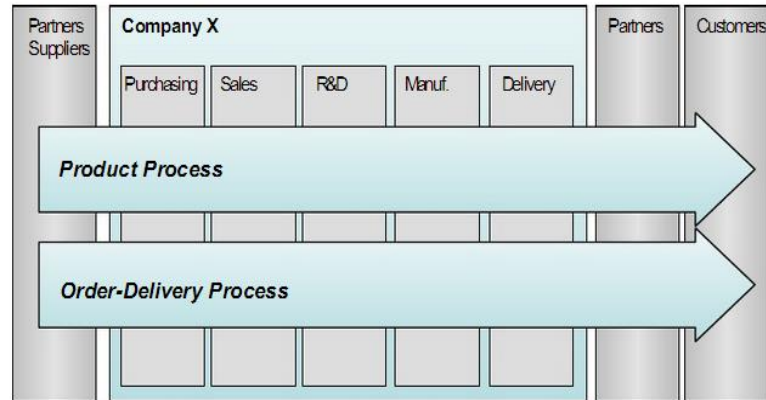 Partners
Suppliers
Company X
Partners
Customers
Purchasing
Sales
R&D
Manuf.
Delivery
Product Process
Order-Delivery Process